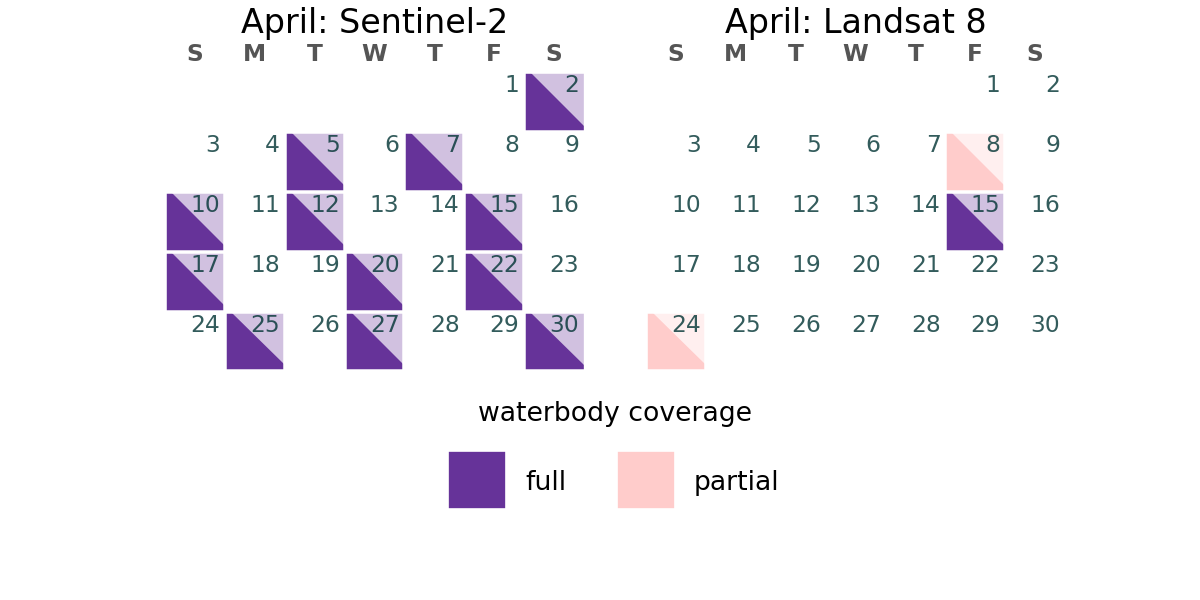 April: Sentinel-2
S M T W T F S
1 2
3 4 5 6 7 8 9
10 11 12 13 14 15 16
17 18 19 20 21 22 23
24 25 26 27 28 29 30
April: Landsat 8
S M T W T F S
1 2
3 4 5 6 7 8 9
10 11 12 13 14 15 16
17 18 19 20 21 22 23
24 25 26 27 28 29 30
waterbody coverage
full partial